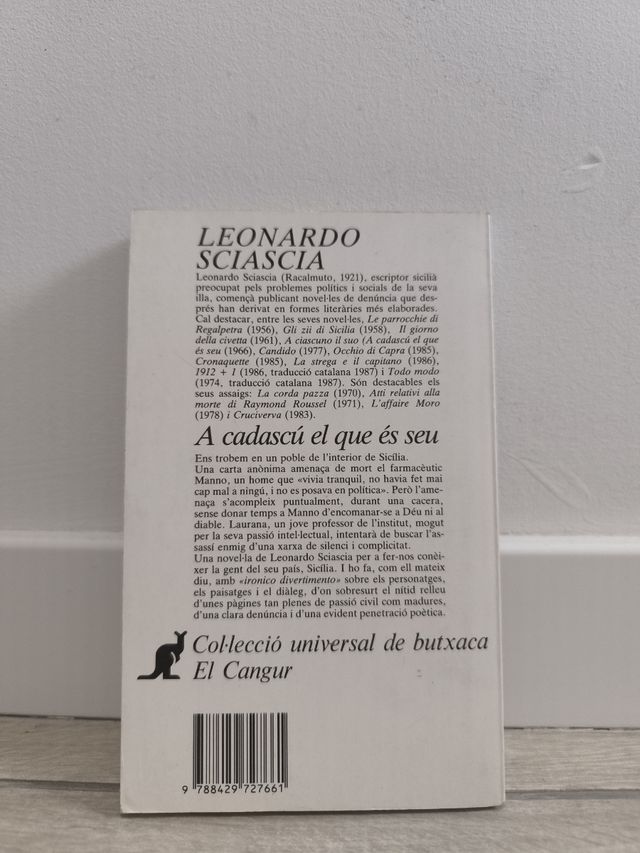 LEONARDO
SCIASCIA
Leonardo Sciascia (Racalmuto, 1921), escriptor sicilià
preocupat pels problemes polítics i socials de la seva
illa, començà publicant novel·les de denúncia que des-
prés han derivat en formes literàries més elaborades.
Cal destacar, entre les seves novel·les, Le parrocchie di
Regalpetra (1956), Gli zii di Sicilia (1958), Il giorno
della civetta (1961), A ciascuno il suo (A cadascú el que
és seu (1966), Candido (1977), Occhio di Capra (1985),
Cronaquette (1985), La strega e il capitano (1986),
1912 + 1 (1986, traducció catalana 1987) i Todo modo
(1974, traducció catalana 1987). Són destacables els
seus assaigs: La corda pazza (1970), Atti relativi alla
morte di Raymond Roussel (1971), L'affaire Moro
(1978) i Cruciverva (1983).
A cadascú el que és seu
Ens trobem en un poble de l'interior de Sicília.
Una carta anònima amenaça de mort el farmacèutic
Manno, un home que «vivia tranquil, no havia fet mai
cap mal a ningú, i no es posava en política». Però l'ame-
naça s'acompleix puntualment, durant una cacera,
sense donar temps a Manno d'encomanar-se a Déu ni al
diable. Laurana, un jove professor de l'institut, mogut
per la seva passió intel·lectual, intentarà de buscar l'as-
sassí enmig d'una xarxa de silenci i complicitat.
Una novel·la de Leonardo Sciascia per a fer-nos conèi-
xer la gent del seu país, Sicília. I ho fa, com ell mateix
diu, amb «ironico divertimento» sobre els personatges,
els paisatges i el diàleg, d'on sobresurt el nítid relleu
d'unes pàgines tan plenes de passió civil com madures,
d'una clara denúncia i d'una evident penetració poètica.
Col·lecció universal de butxaca
El Cangur
9 788429 727661